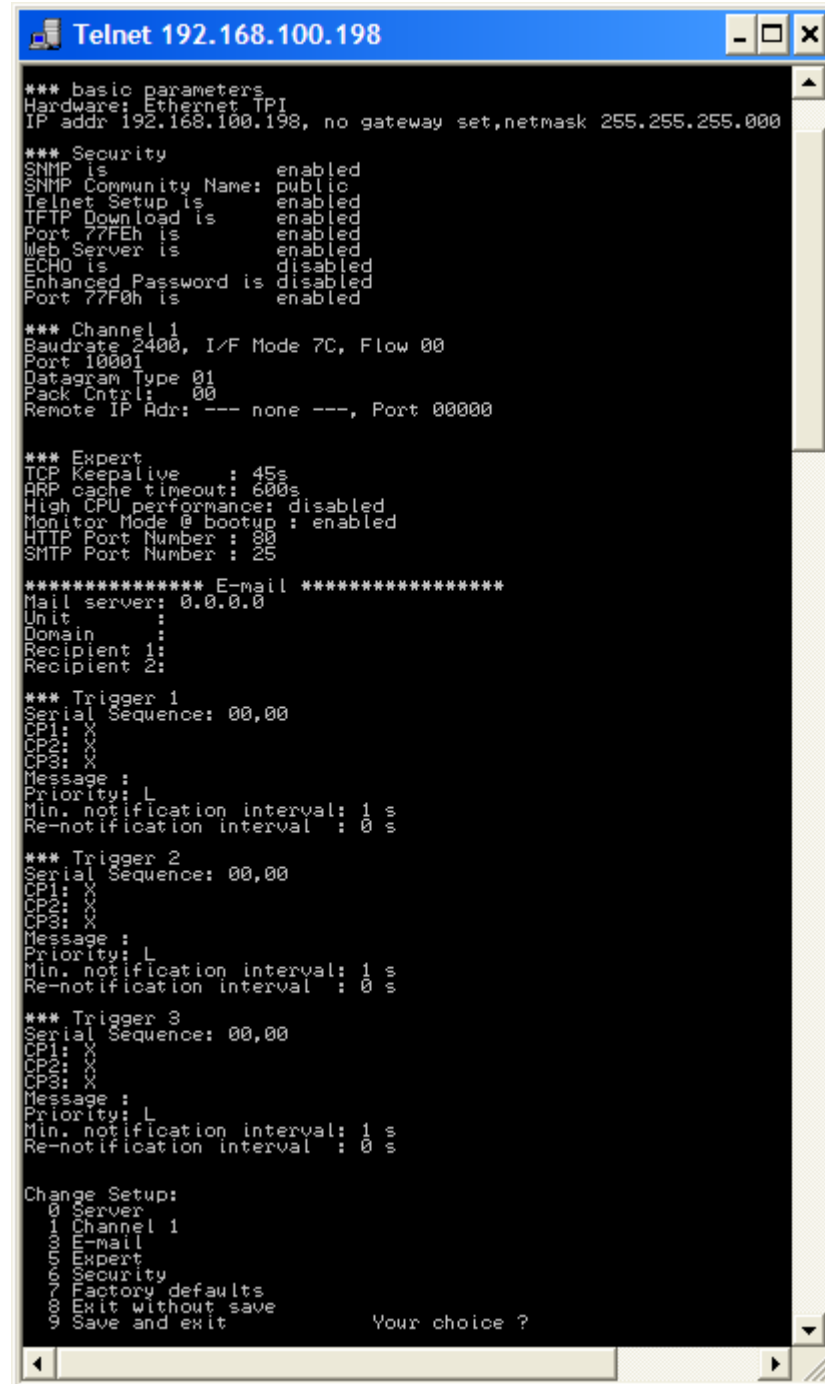 Telnet 192.168.100.198
*** basic parameters
Hardware: Ethernet TPI
IP addr 192.168.100.198, no gateway set,netmask 255.255.255.000
*** Security
SNMP is enabled
SNMP Community Name: public
Telnet Setup is enabled
TFTP Download is enabled
Port 77FEh is enabled
Web Server is enabled
ECHO is disabled
Enhanced Password is disabled
Port 77F0h is enabled
*** Channel 1
Baudrate 2400, I/F Mode 7C, Flow 00
Port 10001
Datagram Type 01
Pack Cntrl: 00
Remote IP Adr: --- none ---, Port 00000
*** Expert
TCP Keepalive : 45s
ARP cache timeout: 600s
High CPU performance: disabled
Monitor Mode @ bootup : enabled
HTTP Port Number : 80
SMTP Port Number : 25
*************** E-mail *****************
Mail server: 0.0.0.0
Unit :
Domain :
Recipient 1:
Recipient 2:
*** Trigger 1
Serial Sequence: 00,00
CP1: X
CP2: X
CP3: X
Message :
Priority: L
Min. notification interval: 1 s
Re-notification interval : 0 s
*** Trigger 2
Serial Sequence: 00,00
CP1: X
CP2: X
CP3: X
Message :
Priority: L
Min. notification interval: 1 s
Re-notification interval : 0 s
*** Trigger 3
Serial Sequence: 00,00
CP1: X
CP2: X
CP3: X
Message :
Priority: L
Min. notification interval: 1 s
Re-notification interval : 0 s
Change Setup:
0 Server
1 Channel 1
3 E-mail
5 Expert
6 Security
7 Factory defaults
8 Exit without save
9 Save and exit Your choice ?